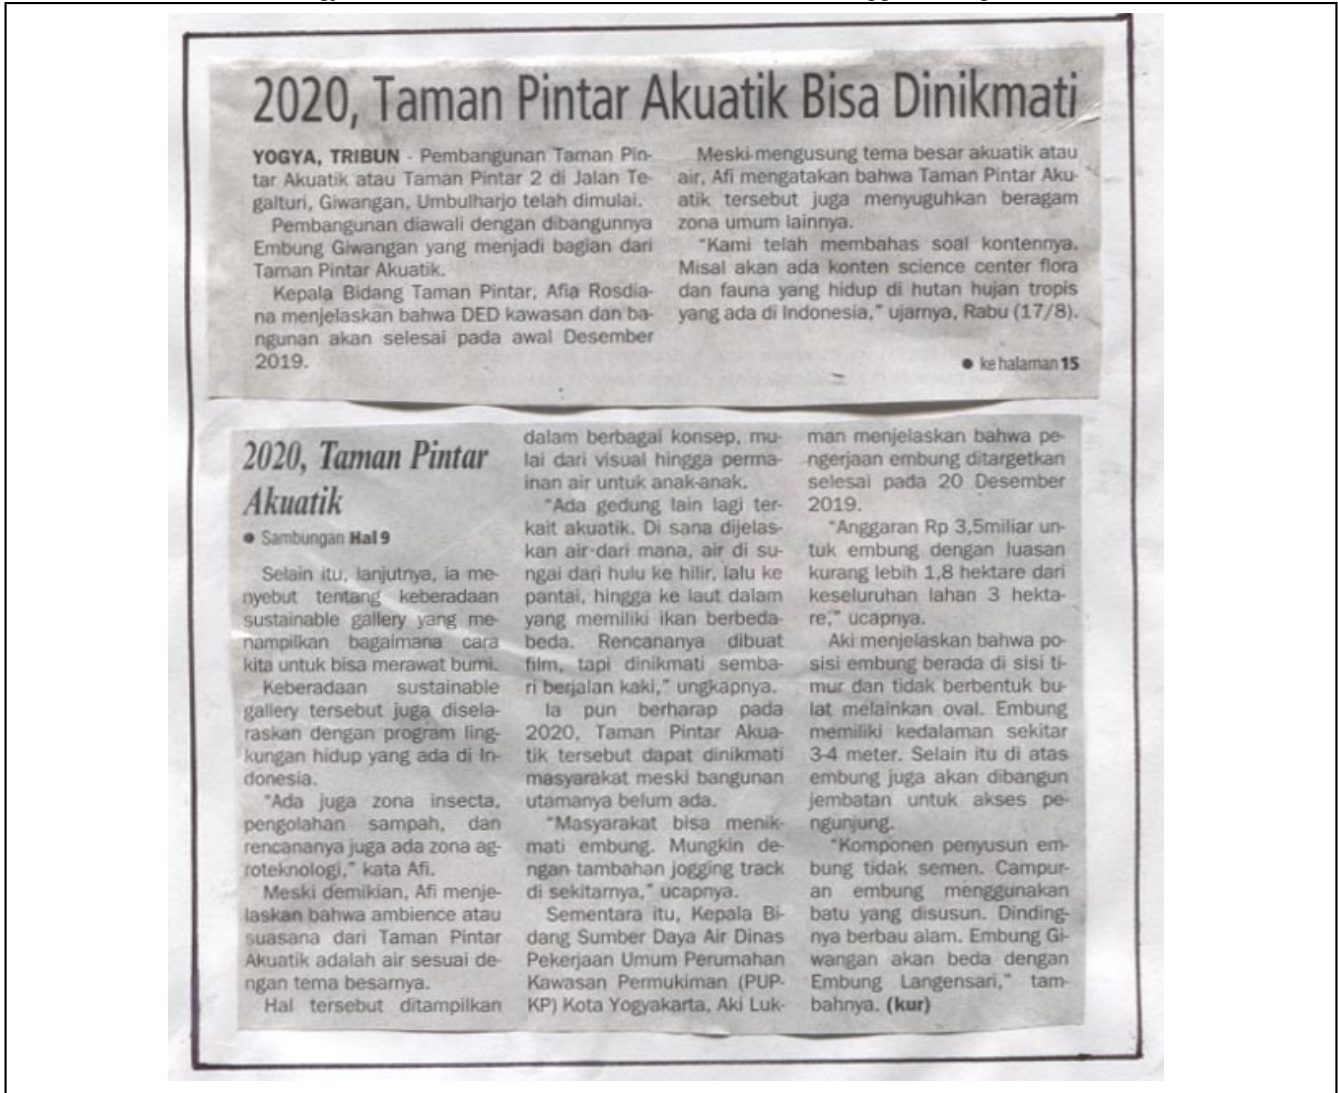 2020, Taman Pintar Akuatik Bisa Dinikmati
YOGYA, TRIBUN - Pembangunan Taman Pin-
tar Akuatik atau Taman Pintar 2 di Jalan Te-
galturi, Giwangan, Umbulharjo telah dimulai.
Pembangunan diawali dengan dibangunnya
Embung Giwangan yang menjadi bagian dari
Taman Pintar Akuatik.
Kepala Bidang Taman Pintar, Afia Rosdia-
na menjelaskan bahwa DED kawasan dan ba-
ngunan akan selesai pada awal Desember
2019.
Meski mengusung tema besar akuatik atau
air, Afi mengatakan bahwa Taman Pintar Aku-
atik tersebut juga menyuguhkan beragam
zona umum lainnya.
"Kami telah membahas soal kontennya.
Misal akan ada konten science center flora
dan fauna yang hidup di hutan hujan tropis
yang ada di Indonesia," ujarnya, Rabu (17/8).
● ke halaman 15
2020, Taman Pintar
Akuatik
● Sambungan Hal 9
Selain itu, lanjutnya, ia me-
nyebut tentang keberadaan
sustainable gallery yang me-
nampilkan bagaimana cara
kita untuk bisa merawat bumi.
Keberadaan sustainable
gallery tersebut juga disela-
raskan dengan program ling-
kungan hidup yang ada di In-
donesia.
"Ada juga zona insecta,
pengolahan sampah, dan
rencananya juga ada zona ag-
roteknologi," kata Afi.
Meski demikian, Afi menje-
laskan bahwa ambience atau
suasana dari Taman Pintar
Akuatik adalah air sesuai de-
ngan tema besarnya.
Hal tersebut ditampilkan
dalam berbagai konsep, mu-
lai dari visual hingga perma-
inan air untuk anak-anak.
"Ada gedung lain lagi ter-
kait akuatik. Di sana dijelas-
kan air dari mana, air di su-
ngai dari hulu ke hilir, lalu ke
pantai, hingga ke laut dalam
yang memiliki ikan berbeda-
beda. Rencananya dibuat
film, tapi dinikmati semba-
ri berjalan kaki," ungkapnya.
Ia pun berharap pada
2020, Taman Pintar Akua-
tik tersebut dapat dinikmati
masyarakat meski bangunan
utamanya belum ada.
"Masyarakat bisa menik-
mati embung. Mungkin de-
ngan tambahan jogging track
di sekitarnya," ucapnya.
Sementara itu, Kepala Bi-
dang Sumber Daya Air Dinas
Pekerjaan Umum Perumahan
Kawasan Permukiman (PUP-
KP) Kota Yogyakarta, Aki Luk-
man menjelaskan bahwa pe-
ngerjaan embung ditargetkan
selesai pada 20 Desember
2019.
"Anggaran Rp 3,5miliar un-
tuk embung dengan luasan
kurang lebih 1,8 hektare dari
keseluruhan lahan 3 hekta-
re," ucapnya.
Aki menjelaskan bahwa po-
sisi embung berada di sisi ti-
mur dan tidak berbentuk bu-
lat melainkan oval. Embung
memiliki kedalaman sekitar
3-4 meter. Selain itu di atas
embung juga akan dibangun
jembatan untuk akses pe-
ngunjung.
"Komponen penyusun em-
bung tidak semen. Campur-
an embung menggunakan
batu yang disusun. Dinding-
nya berbau alam. Embung Gi-
wangan akan beda dengan
Embung Langensari," tam-
bahnya. (kur)